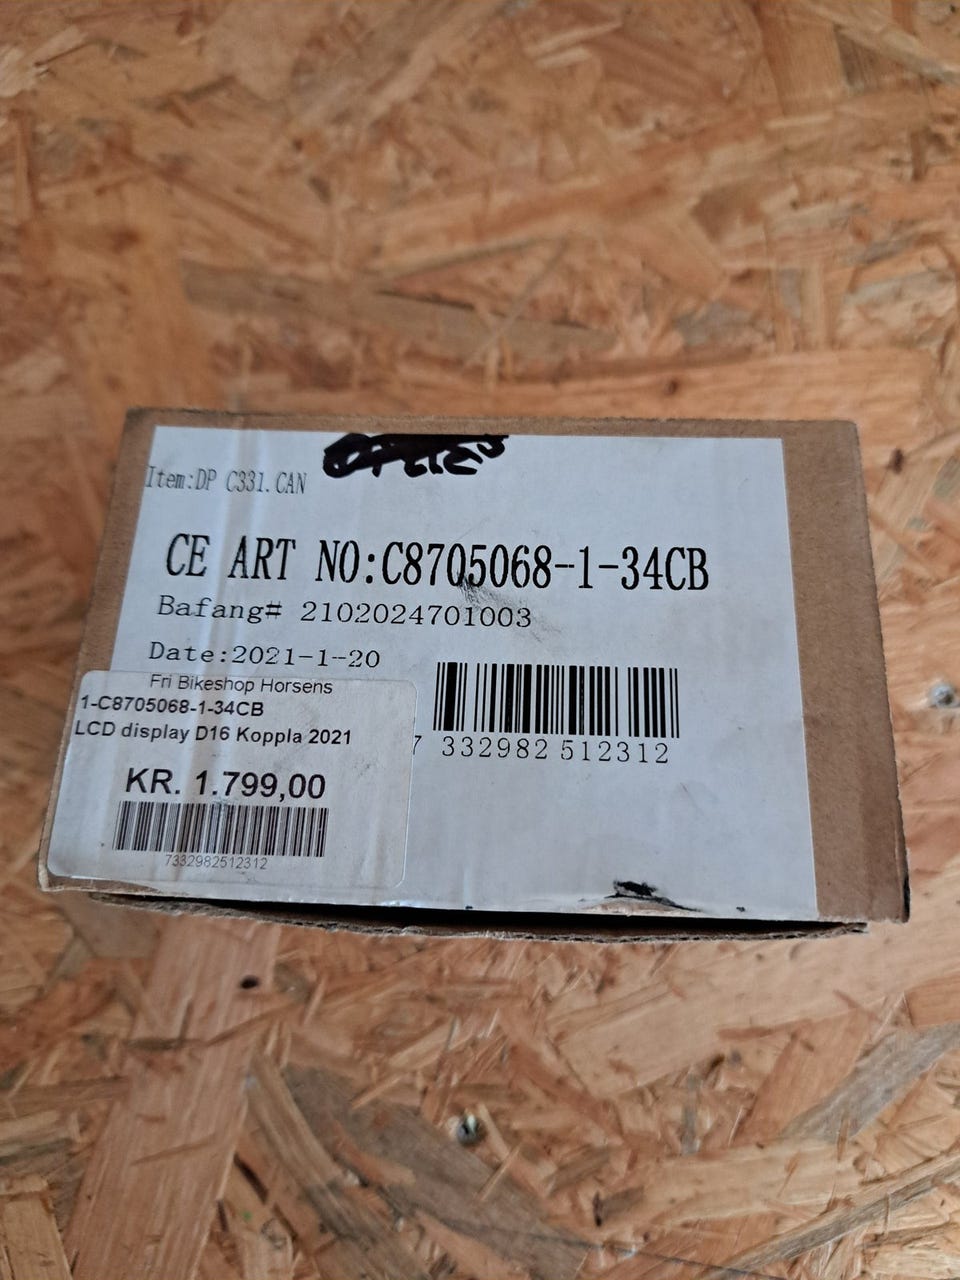 Item:DP C331.CAN
CE ART NO:C8705068-1-34CB
Bafang# 2102024701003
Date:2021-1-20
7 332982 512312
Fri Bikeshop Horsens
1-C8705068-1-34CB
LCD display D16 Koppla 2021
KR. 1.799,00
7332982512312